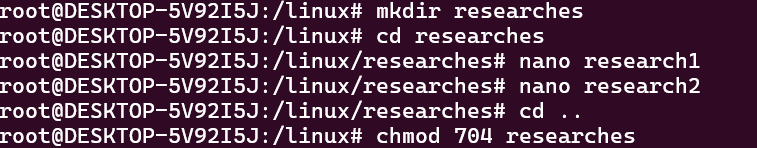 root@DESKTOP-5V92I5J:/linux# mkdir researches
root@DESKTOP-5V92I5J:/linux# cd researches
root@DESKTOP-5V92I5J:/linux/researches# nano research1
root@DESKTOP-5V92I5J:/linux/researches# nano research2
root@DESKTOP-5V92I5J:/linux/researches# cd ..
root@DESKTOP-5V92I5J:/linux# chmod 704 researches